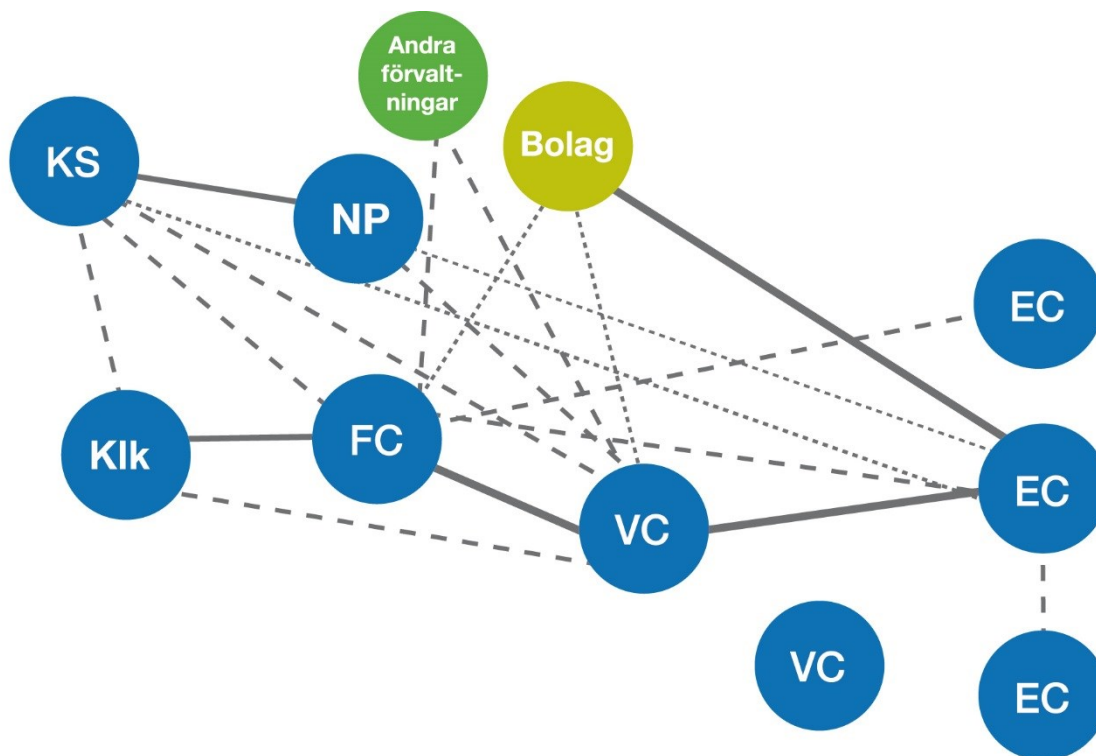 Andra
förvalt-
ningar
Bolag
KS
NP
EC
FC
Klk
EC
VC
VC
EC